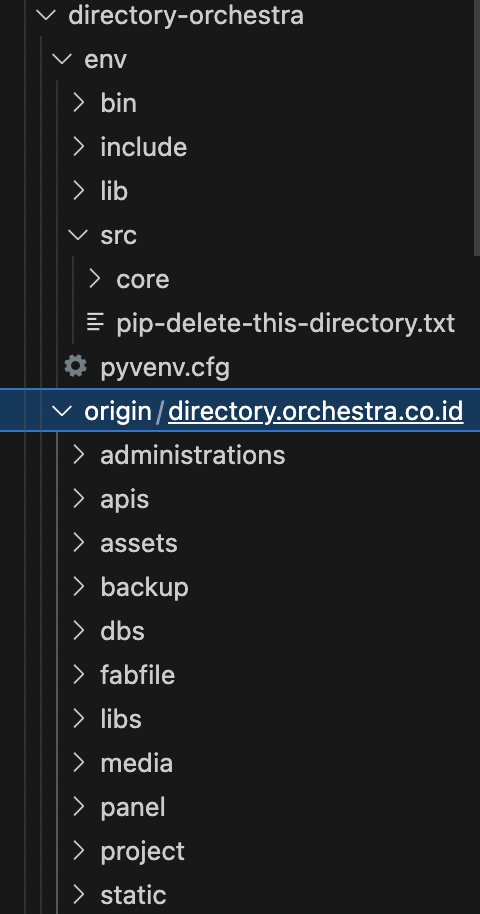 directory-orchestra
env
bin
include
lib
src
core
pip-delete-this-directory.txt
pyvenv.cfg
origin/directory.orchestra.co.id
administrations
apis
assets
backup
dbs
fabfile
libs
media
panel
project
static